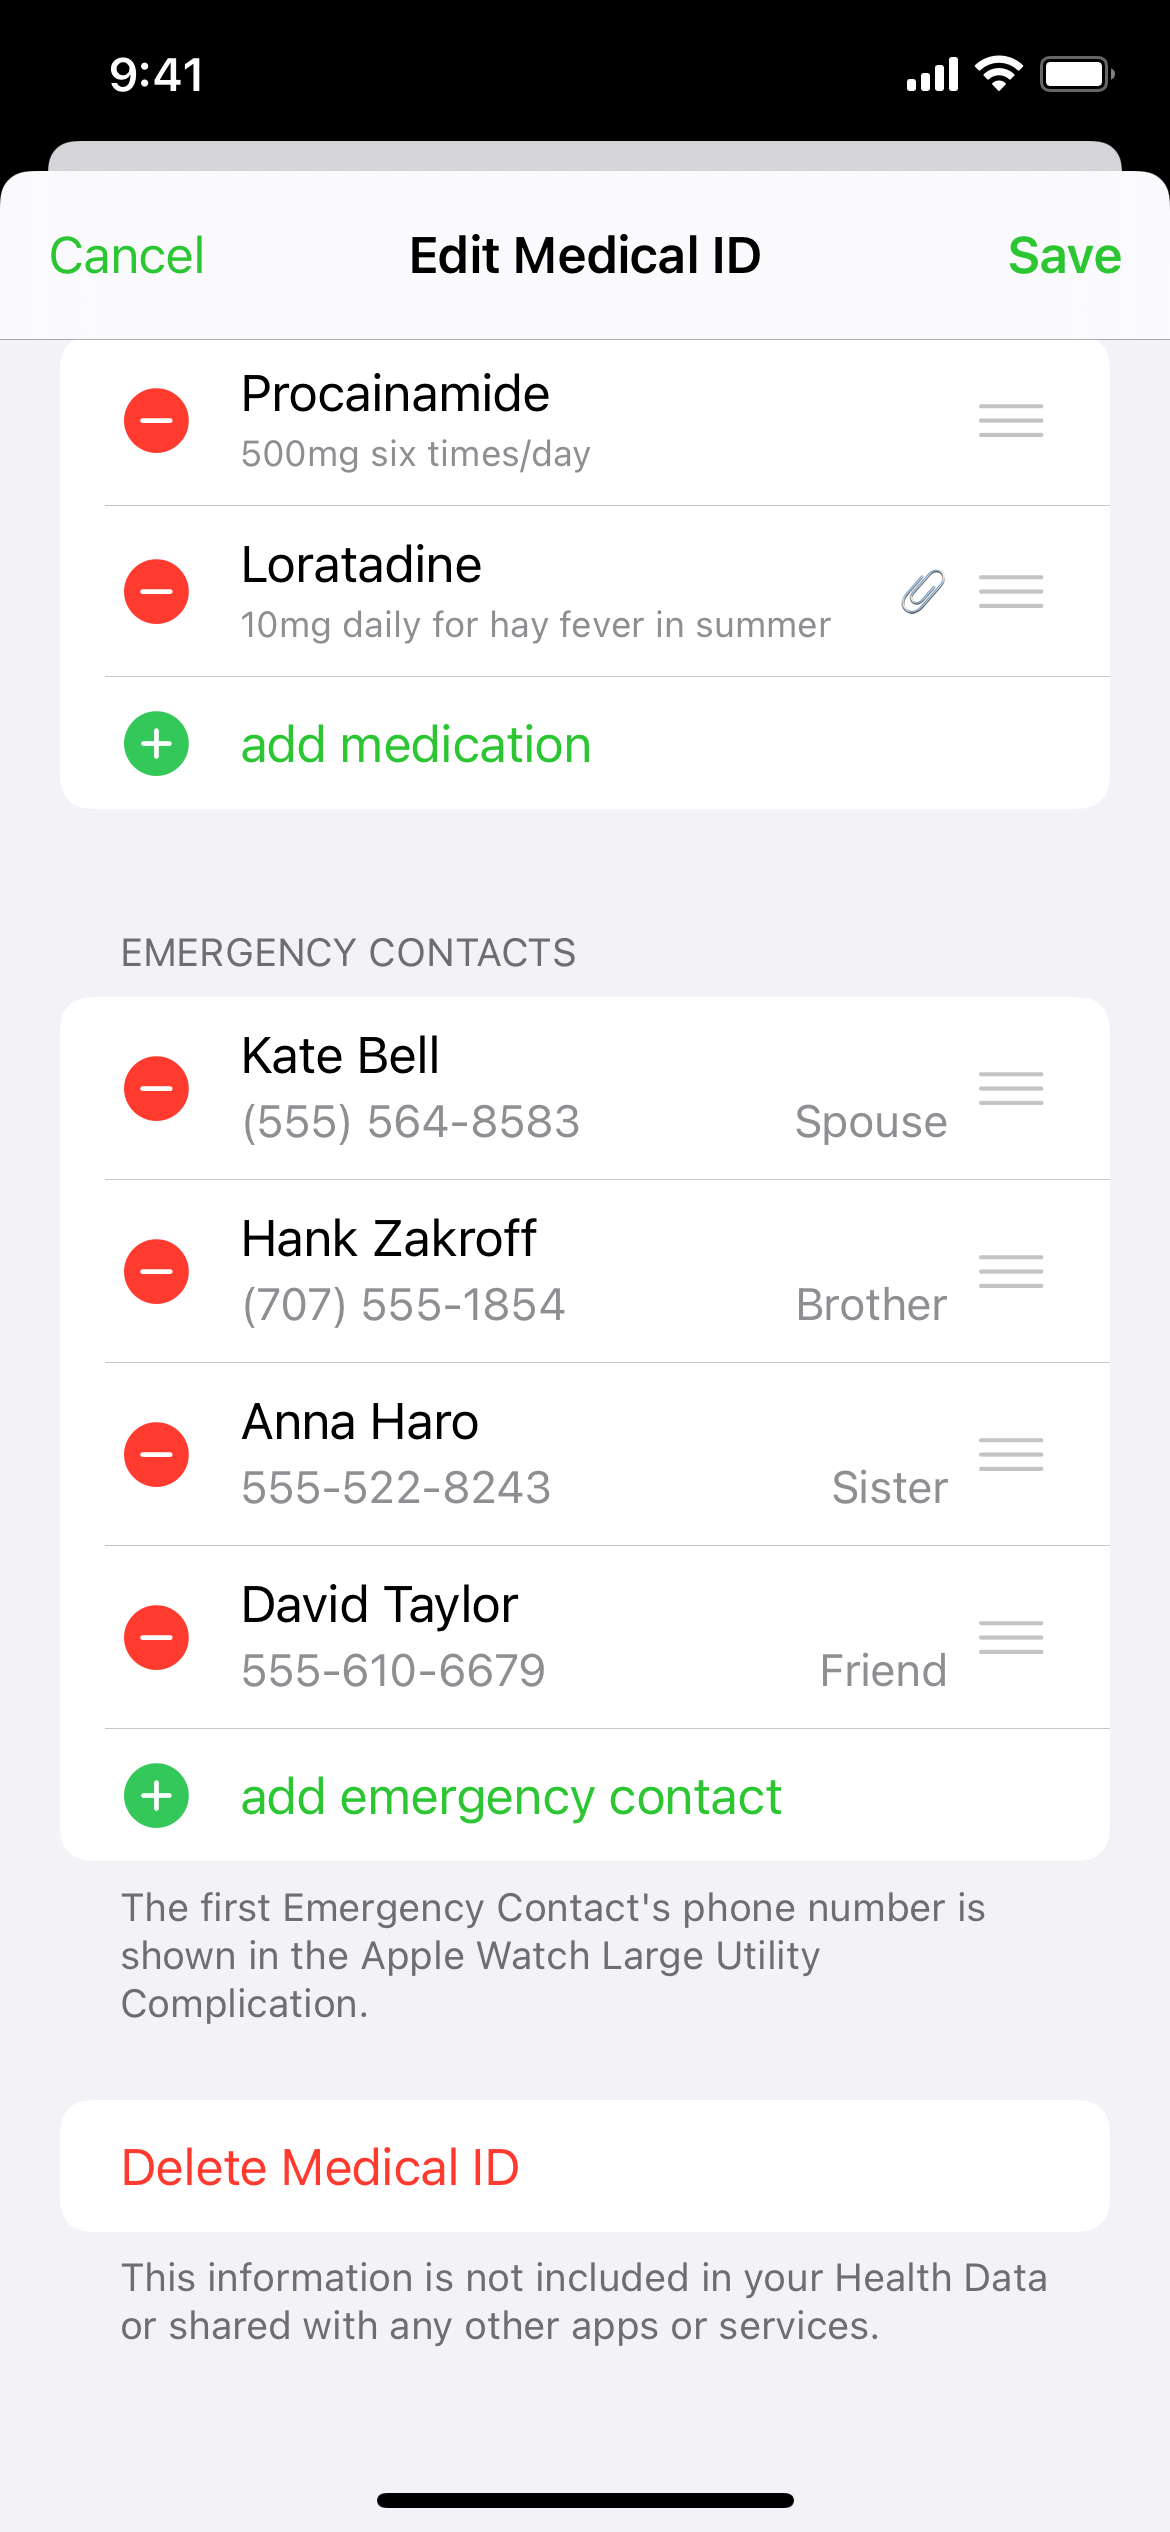 9:41
Cancel
Edit Medical ID
Save
Procainamide
500mg six times/day
Loratadine
10mg daily for hay fever in summer
add medication
EMERGENCY CONTACTS
Kate Bell
(555) 564-8583
Spouse
Hank Zakroff
(707) 555-1854
Brother
Anna Haro
555-522-8243
Sister
David Taylor
555-610-6679
Friend
add emergency contact
The first Emergency Contact's phone number is
shown in the Apple Watch Large Utility
Complication.
Delete Medical ID
This information is not included in your Health Data
or shared with any other apps or services.